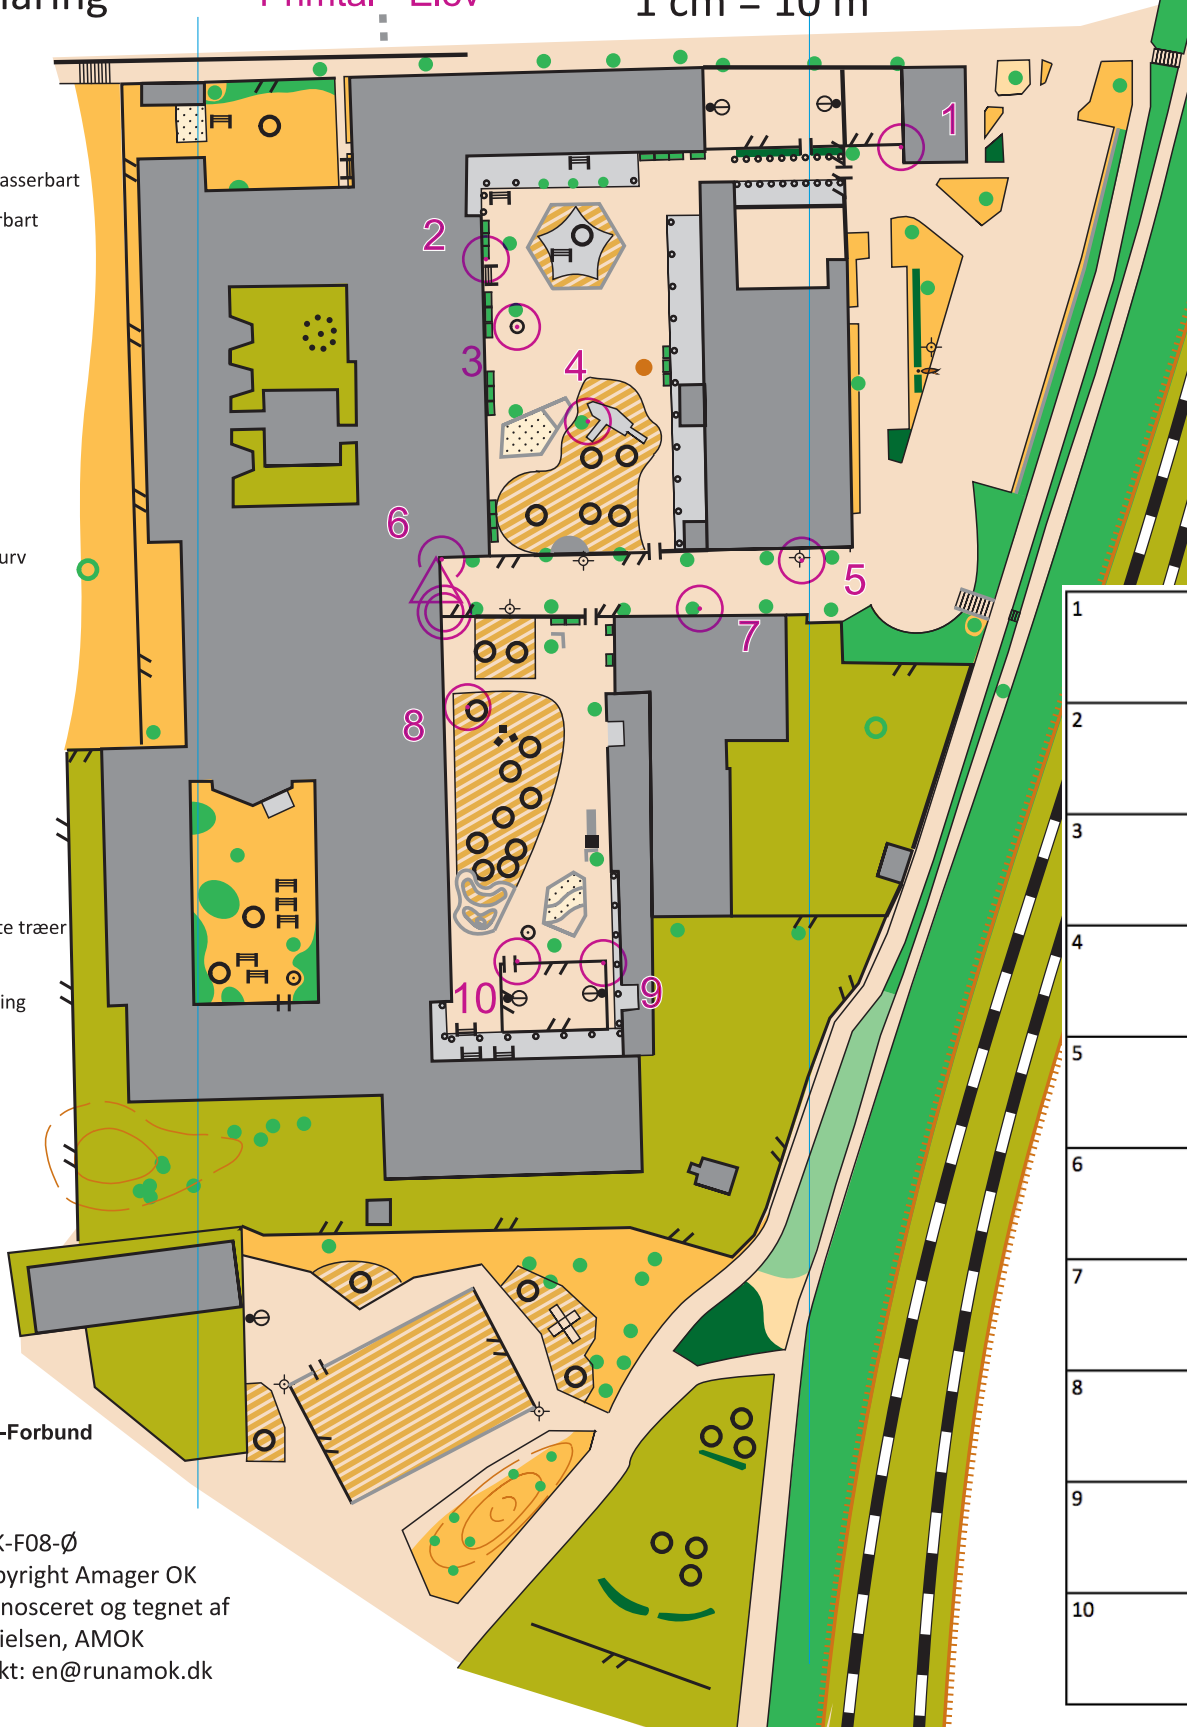 Primtal Elev
1 cm = 10 m
asserbart
rbart
urv
te træer
ing
-Forbund
K-F08-Ø
pyright Amager OK
nosceret og tegnet af
ielsen, AMOK
kt: en@runamok.dk
1
2
3
4
5
6
7
8
9
10
1
2
3
4
5
6
7
8
9
10